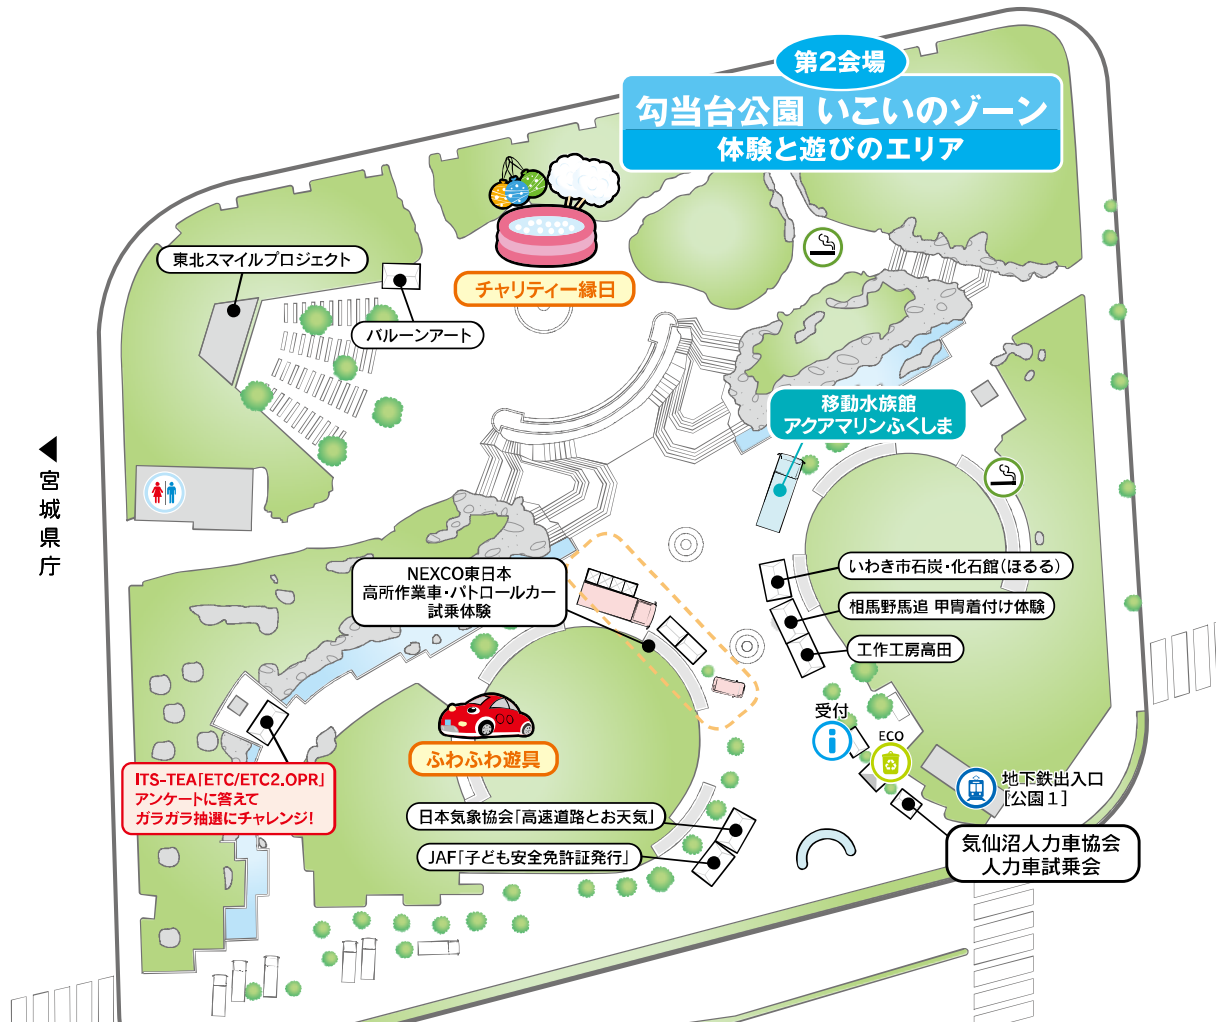 第2会場
勾当台公園 いこいのゾーン
体験と遊びのエリア
東北スマイルプロジェクト
バルーンアート
チャリティー縁日
移動水族館
アクアマリンふくしま
宮城県庁
NEXCO東日本
高所作業車・パトロールカー
試乗体験
いわき市石炭・化石館(ほるる)
相馬野馬追 甲冑着付け体験
工作工房高田
受付
ECO
地下鉄出入口
[公園1]
気仙沼人力車協会
人力車試乗会
ふわふわ遊具
ITS-TEA「ETC/ETC2.OPR」
アンケートに答えて
ガラガラ抽選にチャレンジ!
日本気象協会「高速道路とお天気」
JAF「子ども安全免許証発行」